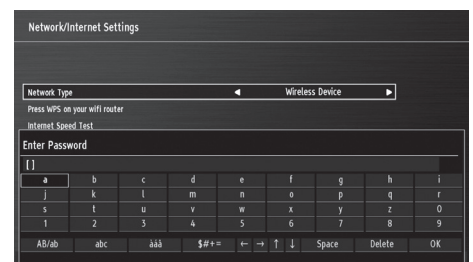 Network/Internet Settings
Network Type ◀ Wireless Device ▶
Press WPS on your wifi router
Internet Speed Test
Enter Password
[ ]
a b c d e f g h i
j k l m n o p q r
s t u v w x y z 0
1 2 3 4 5 6 7 8 9
AB/ab abc àäâ $#+= ← → ↑ ↓ Space Delete OK